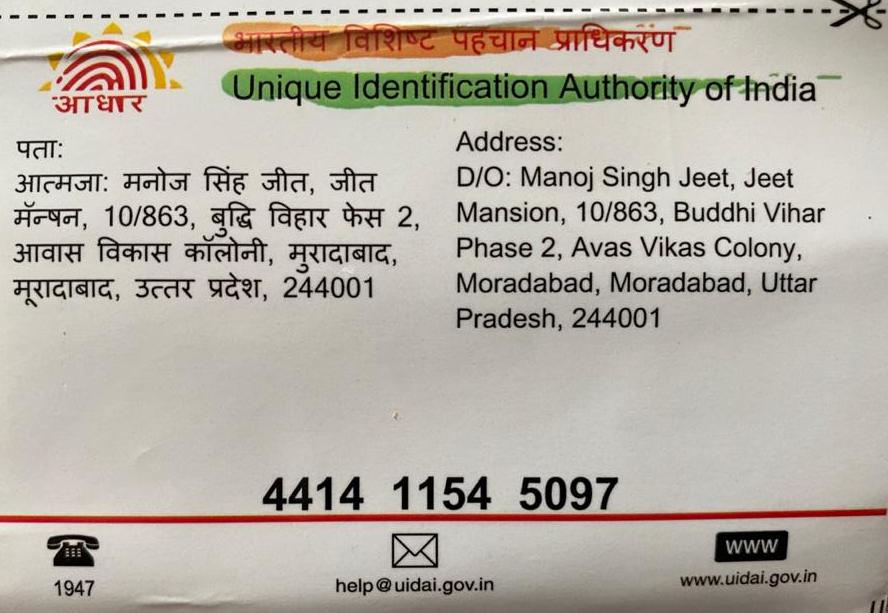 भारतीय विशिष्ट पहचान प्राधिकरण
Unique Identification Authority of India
आधार
पता:
आत्मजा: मनोज सिंह जीत, जीत
मॅन्षन, 10/863, बुद्धि विहार फेस 2,
आवास विकास कॉलोनी, मुरादाबाद,
मूरादाबाद, उत्तर प्रदेश, 244001
Address:
D/O: Manoj Singh Jeet, Jeet
Mansion, 10/863, Buddhi Vihar
Phase 2, Avas Vikas Colony,
Moradabad, Moradabad, Uttar
Pradesh, 244001
4414 1154 5097
1947
help@uidai.gov.in
www
www.uidai.gov.in